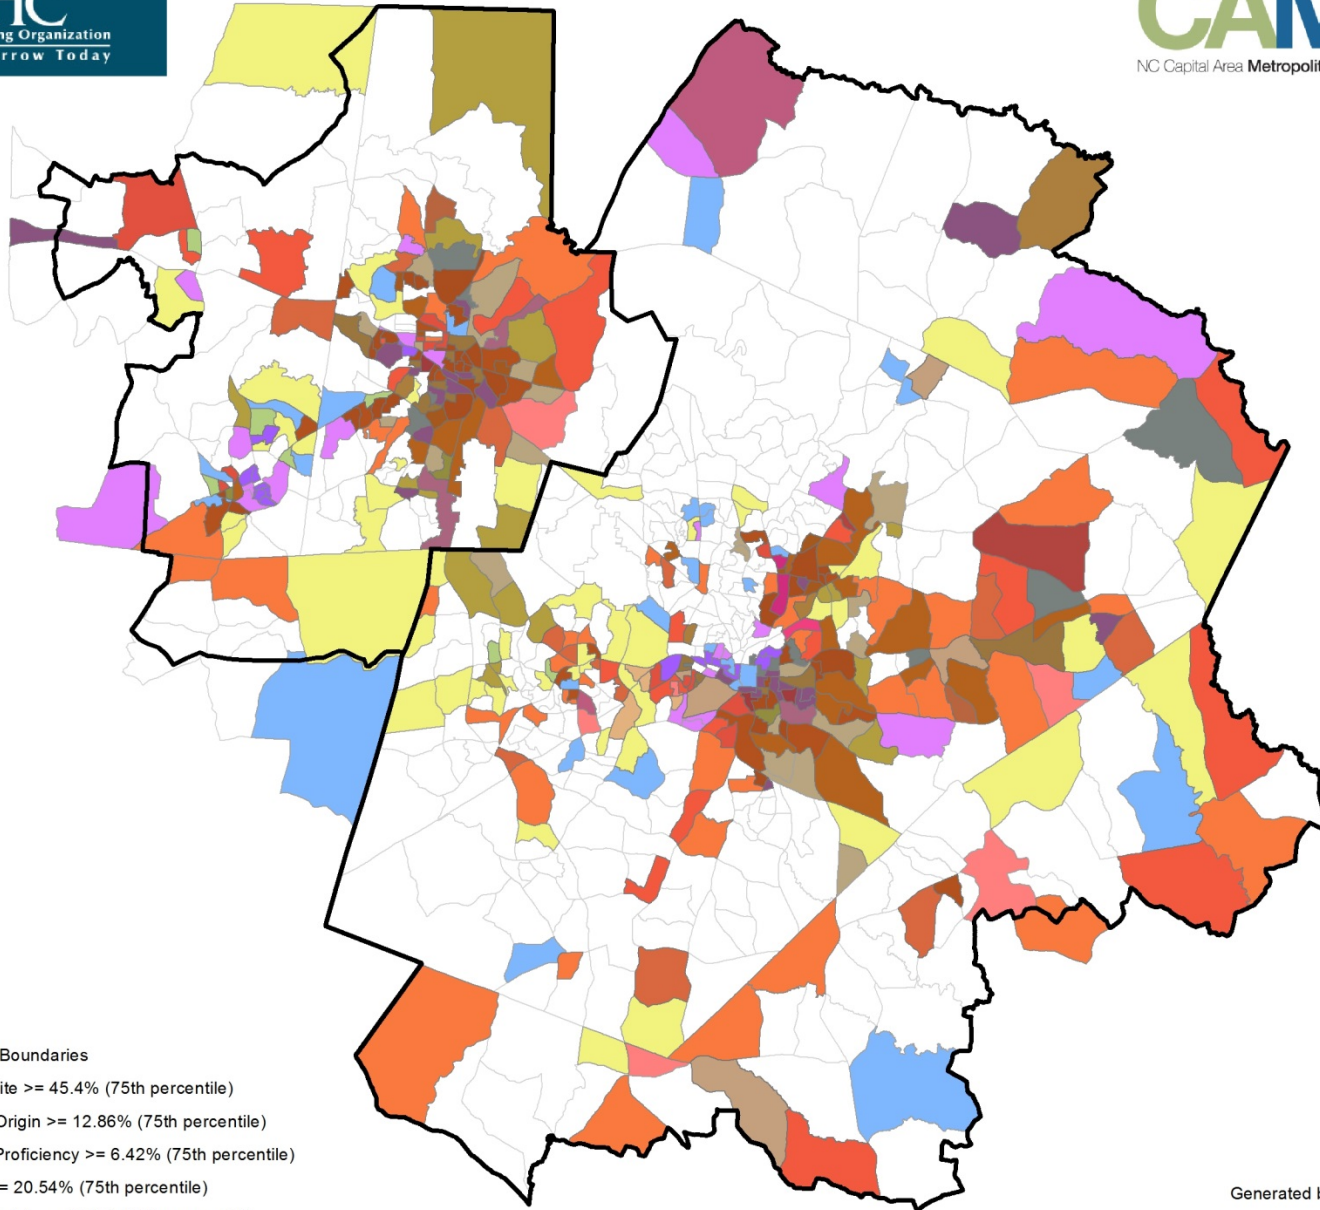 ng Organization
rrow Today
NC Capital Area Metropolit
Boundaries
ite >= 45.4% (75th percentile)
Origin >= 12.86% (75th percentile)
Proficiency >= 6.42% (75th percentile)
= 20.54% (75th percentile)
Generated b